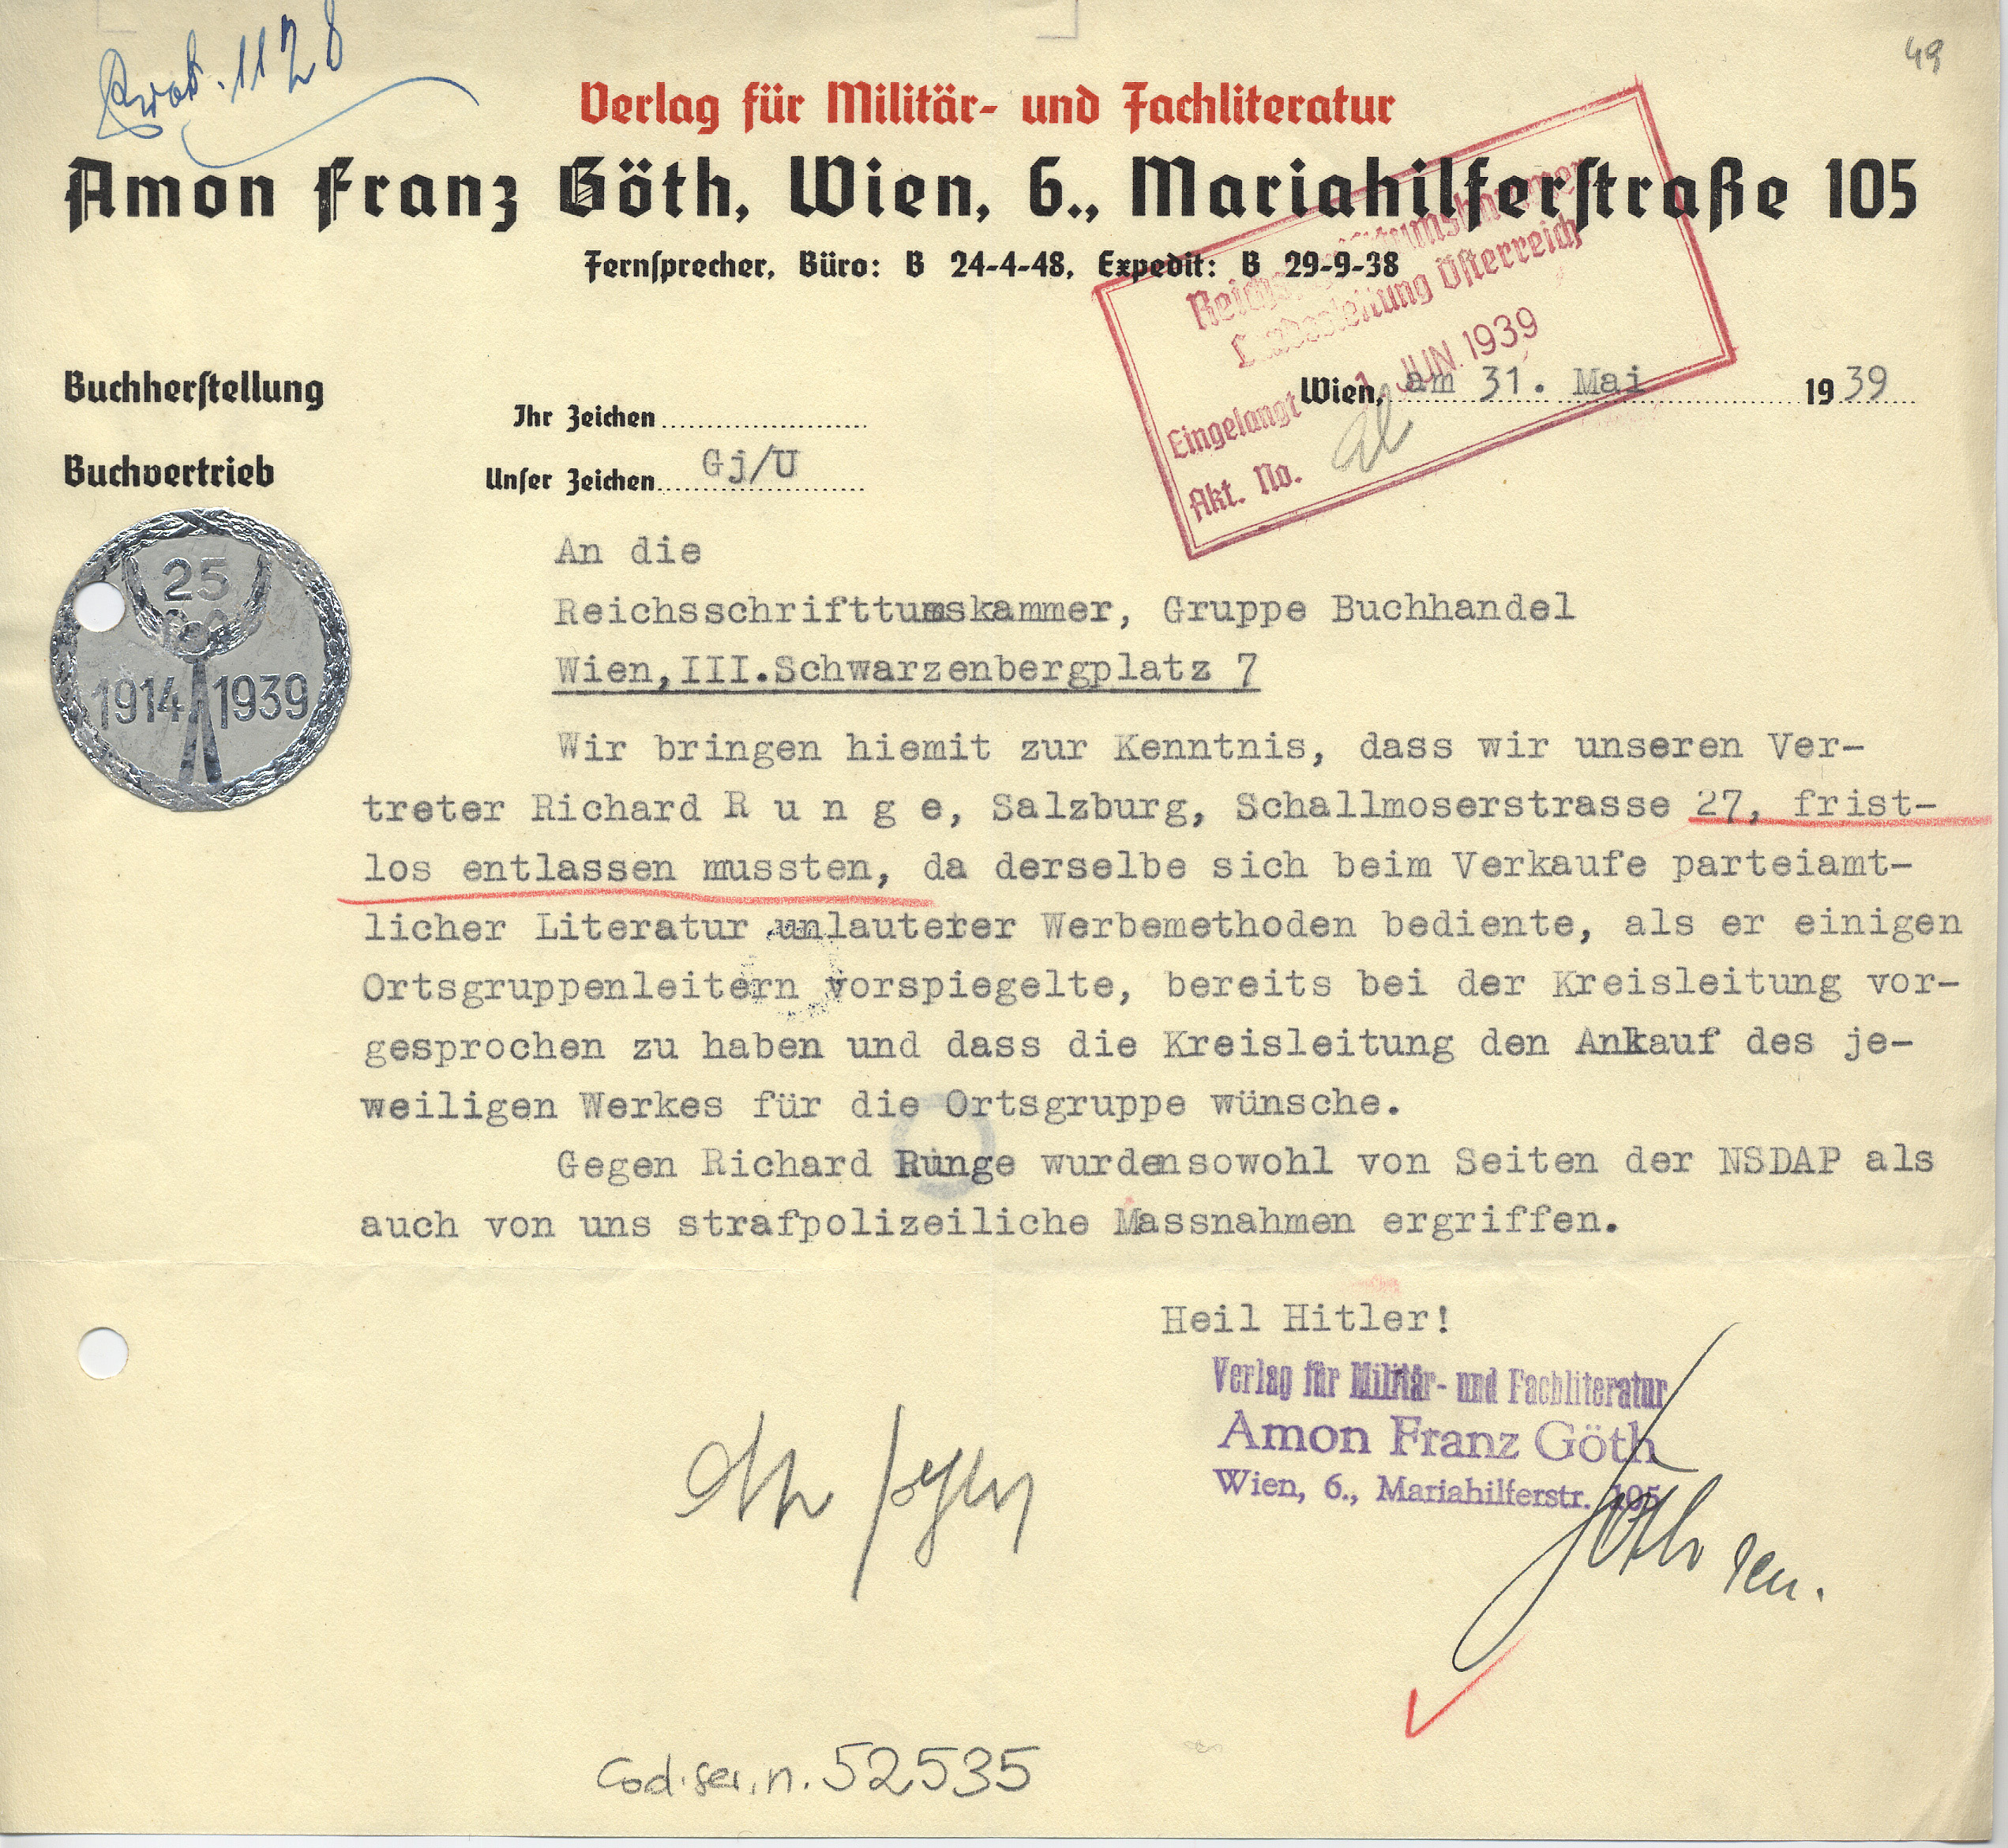 1128
49
Verlag für Militär- und Fachliteratur
Amon Franz Göth, Wien, 6., Mariahilferstraße 105
Fernsprecher, Büro: B 24-4-48, Expedit: B 29-9-38
Reichsschrifttumskammer
Landesleitung Österreich
Eingelangt 1. JUN. 1939
Akt. No.
Buchherstellung
Buchvertrieb
Wien, am 31. Mai 1939
Ihr Zeichen
Unser Zeichen Gj/U
25
1914 1939
An die
Reichsschrifttumskammer, Gruppe Buchhandel
Wien,III.Schwarzenbergplatz 7
Wir bringen hiemit zur Kenntnis, dass wir unseren Ver-
treter Richard R u n g e, Salzburg, Schallmoserstrasse 27, frist-
los entlassen mussten, da derselbe sich beim Verkaufe parteiamt-
licher Literatur unlauterer Werbemethoden bediente, als er einigen
Ortsgruppenleitern vorspiegelte, bereits bei der Kreisleitung vor-
gesprochen zu haben und dass die Kreisleitung den Ankauf des je-
weiligen Werkes für die Ortsgruppe wünsche.
Gegen Richard Runge wurden sowohl von Seiten der NSDAP als
auch von uns strafpolizeiliche Massnahmen ergriffen.
Heil Hitler!
Verlag für Militär- und Fachliteratur
Amon Franz Göth
Wien, 6., Mariahilferstr. 105
Göth sen.
Cod. ser. n. 52535